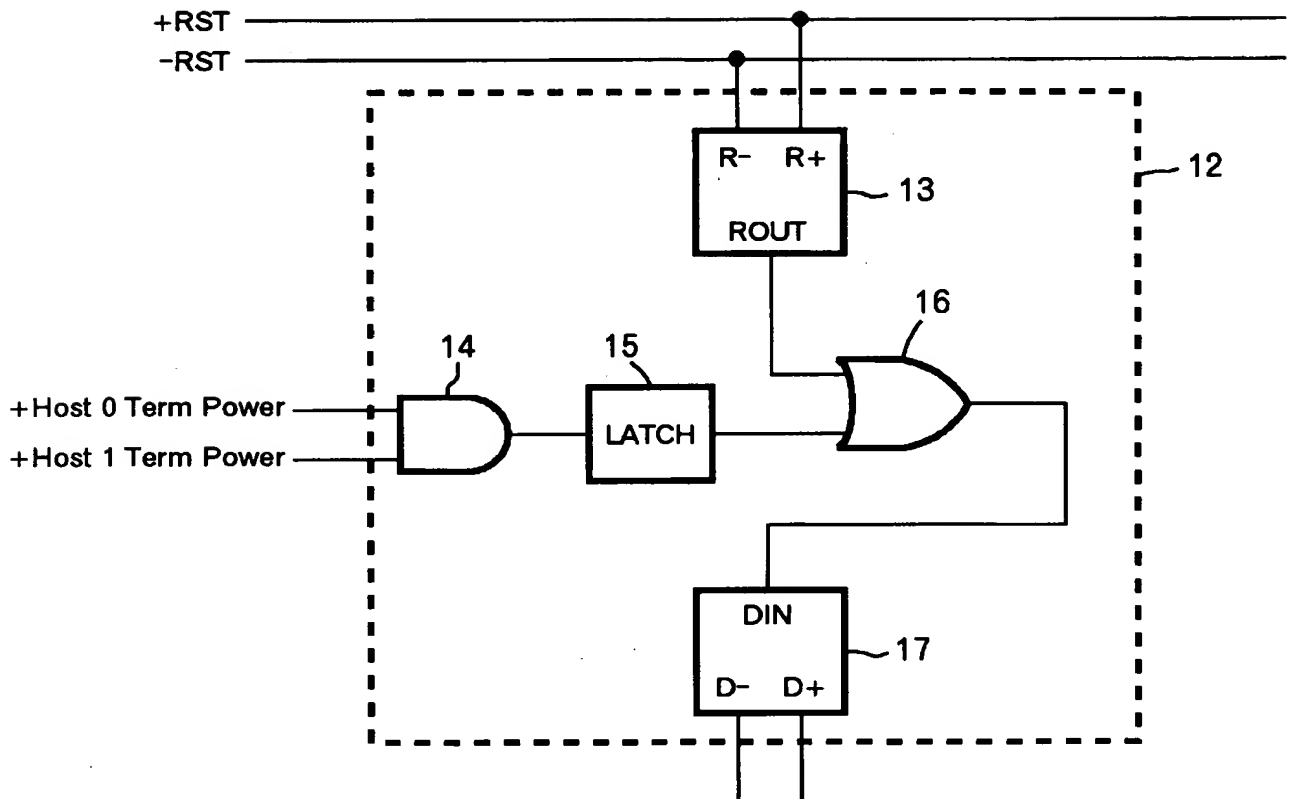 +RST
-RST
R- R+
12
13
ROUT
16
14
15
+Host 0 Term Power
LATCH
+Host 1 Term Power
DIN
17
D- D+